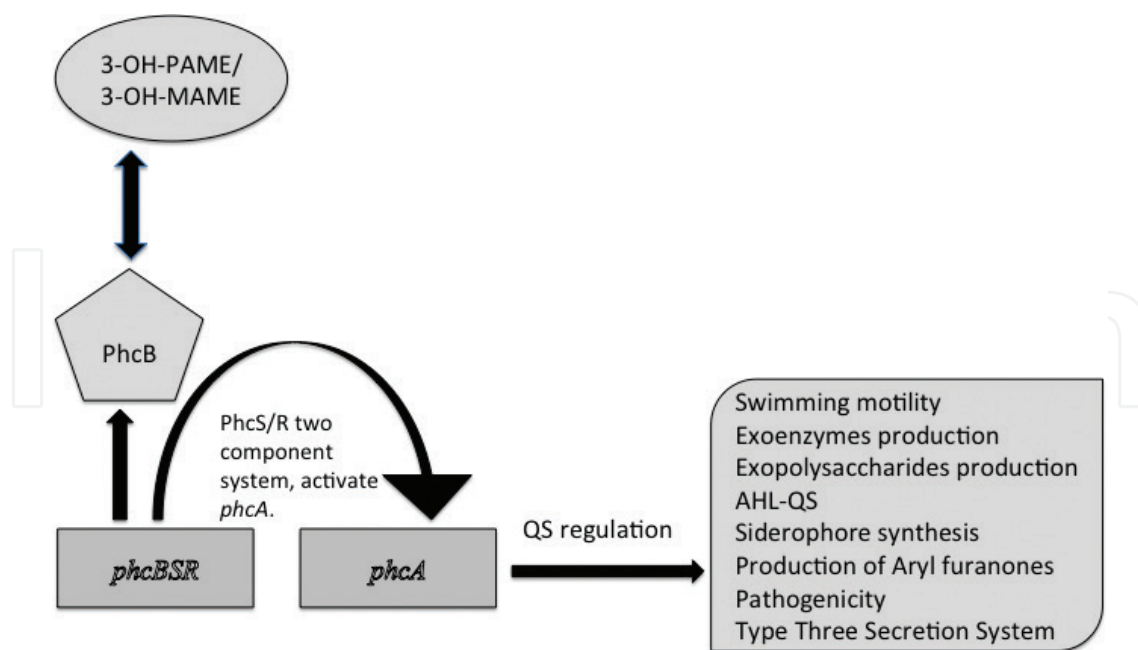 3-OH-PAME/
3-OH-MAME
PhcB
PhcS/R two
component
system, activate
phcA.
phcBSR
phcA
QS regulation
Swimming motility
Exoenzymes production
Exopolysaccharides production
AHL-QS
Siderophore synthesis
Production of Aryl furanones
Pathogenicity
Type Three Secretion System